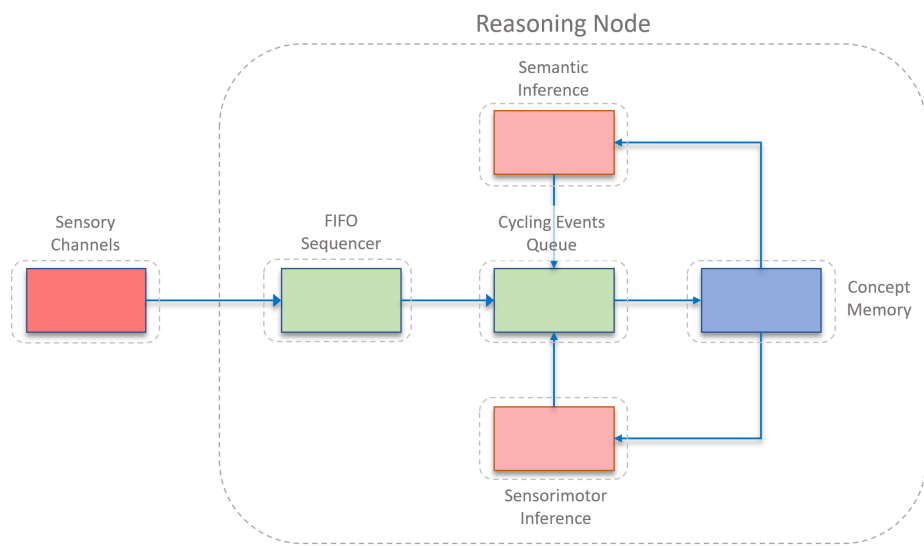 Reasoning Node
Semantic
Inference
Sensory
Channels
FIFO
Sequencer
Cycling Events
Queue
Concept
Memory
Sensorimotor
Inference